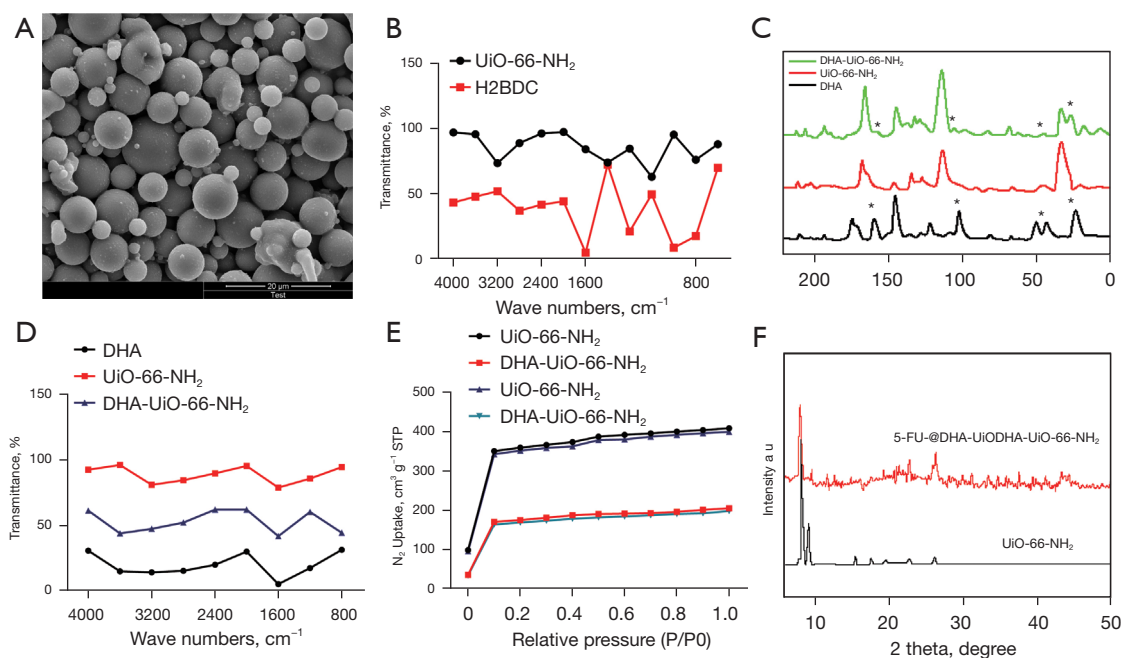 A
20 μm
Test
B
150
100
50
0
Transmittance, %
UiO-66-NH₂
H2BDC
4000
3200
2400
1600
800
Wave numbers, cm⁻¹
C
DHA-UiO-66-NH₂
UiO-66-NH₂
DHA
*
*
*
*
*
*
*
*
200
150
100
50
0
D
DHA
UiO-66-NH₂
DHA-UiO-66-NH₂
150
100
50
0
Transmittance, %
4000
3200
2400
1600
800
Wave numbers, cm⁻¹
E
UiO-66-NH₂
DHA-UiO-66-NH₂
UiO-66-NH₂
DHA-UiO-66-NH₂
500
400
300
200
100
0
N₂ Uptake, cm³ g⁻¹ STP
0
0.2
0.4
0.6
0.8
1.0
Relative pressure (P/P0)
F
Intensity a u
5-FU-@DHA-UiODHA-UiO-66-NH₂
UiO-66-NH₂
10
20
30
40
50
2 theta, degree